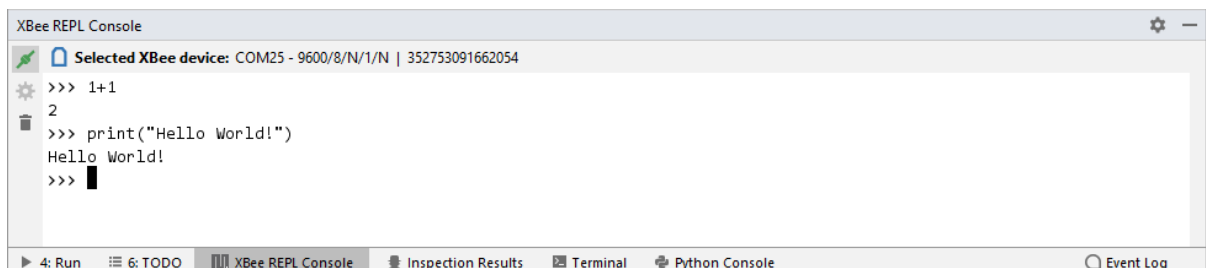 XBee REPL Console
Selected XBee device: COM25 - 9600/8/N/1/N | 352753091662054
>>> 1+1
2
>>> print("Hello World!")
Hello World!
>>>
4: Run 6: TODO XBee REPL Console Inspection Results Terminal Python Console Event Log